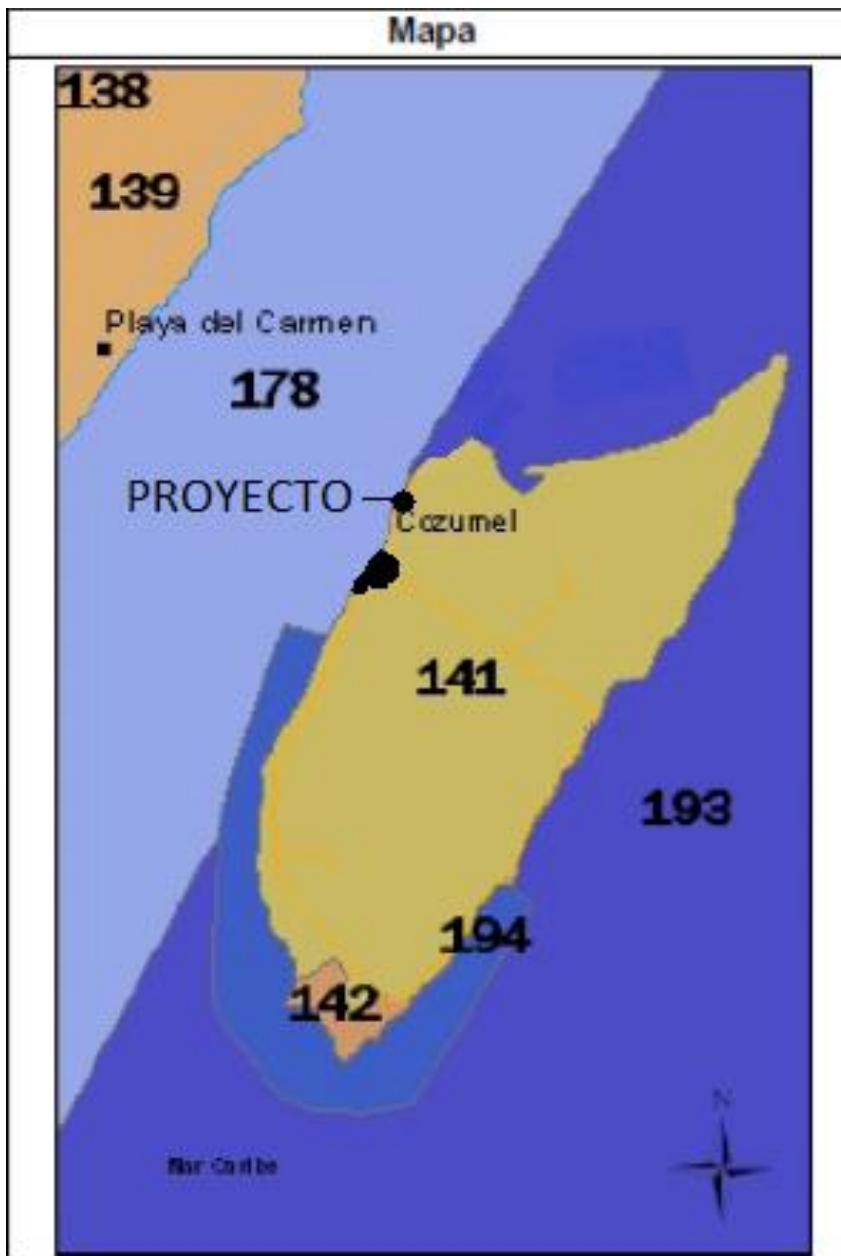 Mapa
138
139
Playa del Carmen
178
PROYECTO
Cozumel
141
193
194
142
N
Mar Caribe